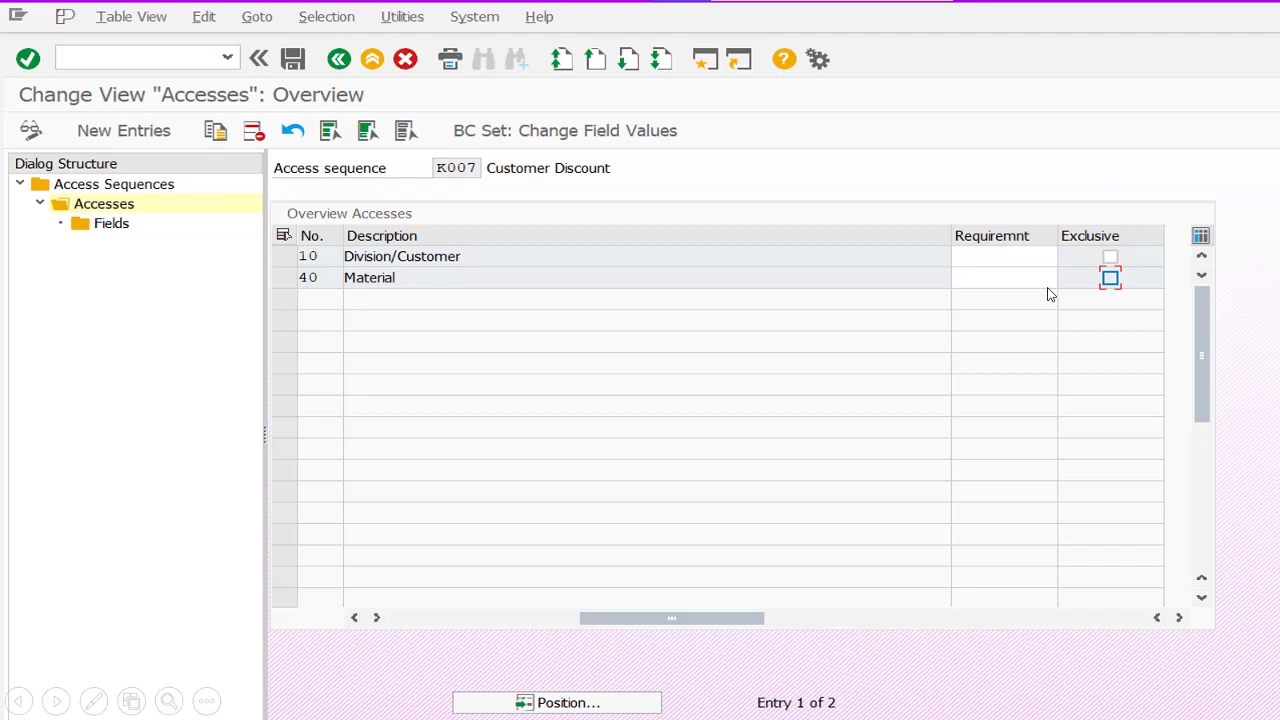 Table View Edit Goto Selection Utilities System Help
Change View "Accesses": Overview
New Entries BC Set: Change Field Values
Dialog Structure
Access Sequences
Accesses
Fields
Access sequence K007 Customer Discount
Overview Accesses
No. Description Requiremnt Exclusive
10 Division/Customer
40 Material
Position... Entry 1 of 2